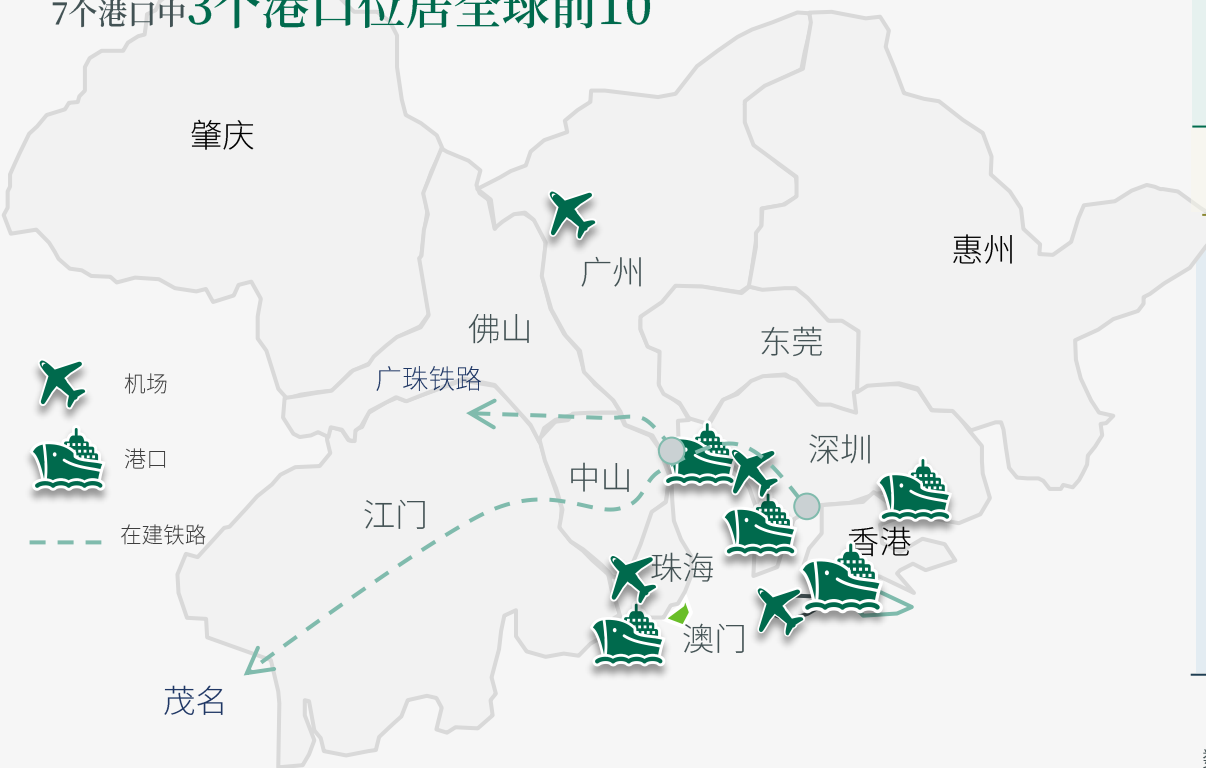 7个港口中3个港口位居全球前10
肇庆
惠州
广州
佛山
东莞
广珠铁路
机场
深圳
港口
中山
江门
在建铁路
香港
珠海
澳门
茂名